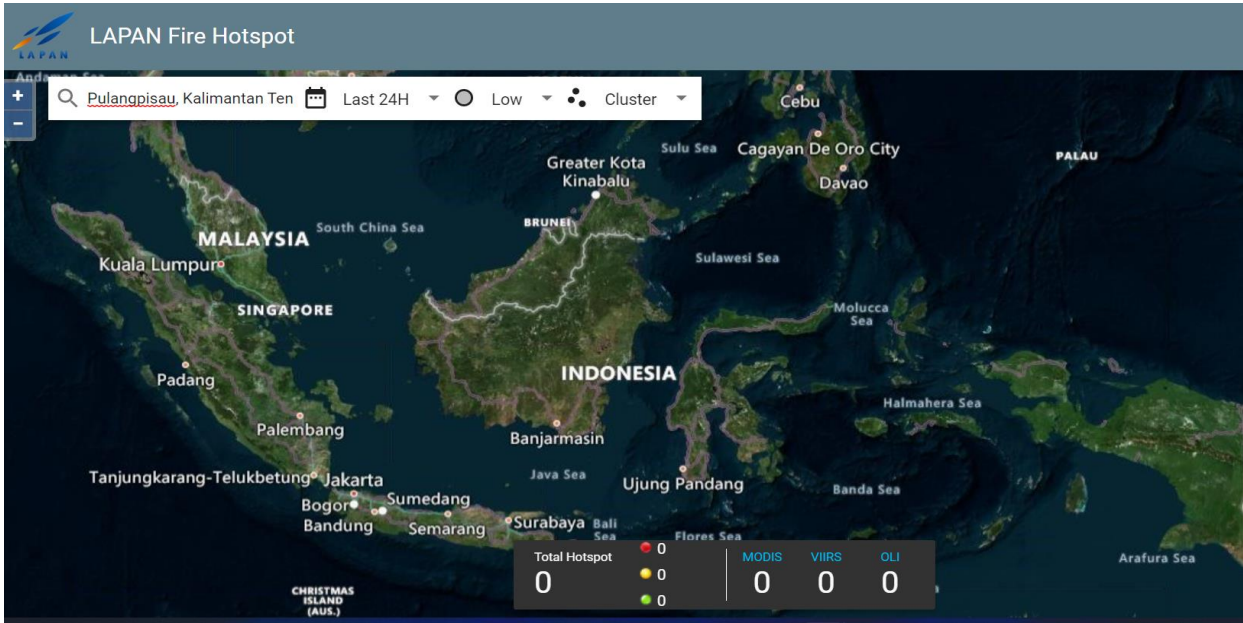 LAPAN
LAPAN Fire Hotspot
Andaman Sea
+
Pulangpisau, Kalimantan Ten
Last 24H
Low
Cluster
-
Cebu
Sulu Sea
Cagayan De Oro City
PALAU
Greater Kota
Kinabalu
Davao
BRUNEI
South China Sea
MALAYSIA
Kuala Lumpur
Sulawesi Sea
SINGAPORE
Molucca
Sea
INDONESIA
Padang
Halmahera Sea
Palembang
Banjarmasin
Tanjungkarang-Telukbetung
Jakarta
Java Sea
Ujung Pandang
Banda Sea
Bogor
Sumedang
Bandung
Semarang
Surabaya
Bali
Sea
Flores Sea
Arafura Sea
Total Hotspot
0
0
0
0
MODIS
0
VIIRS
0
OLI
0
CHRISTMAS
ISLAND
(AUS.)